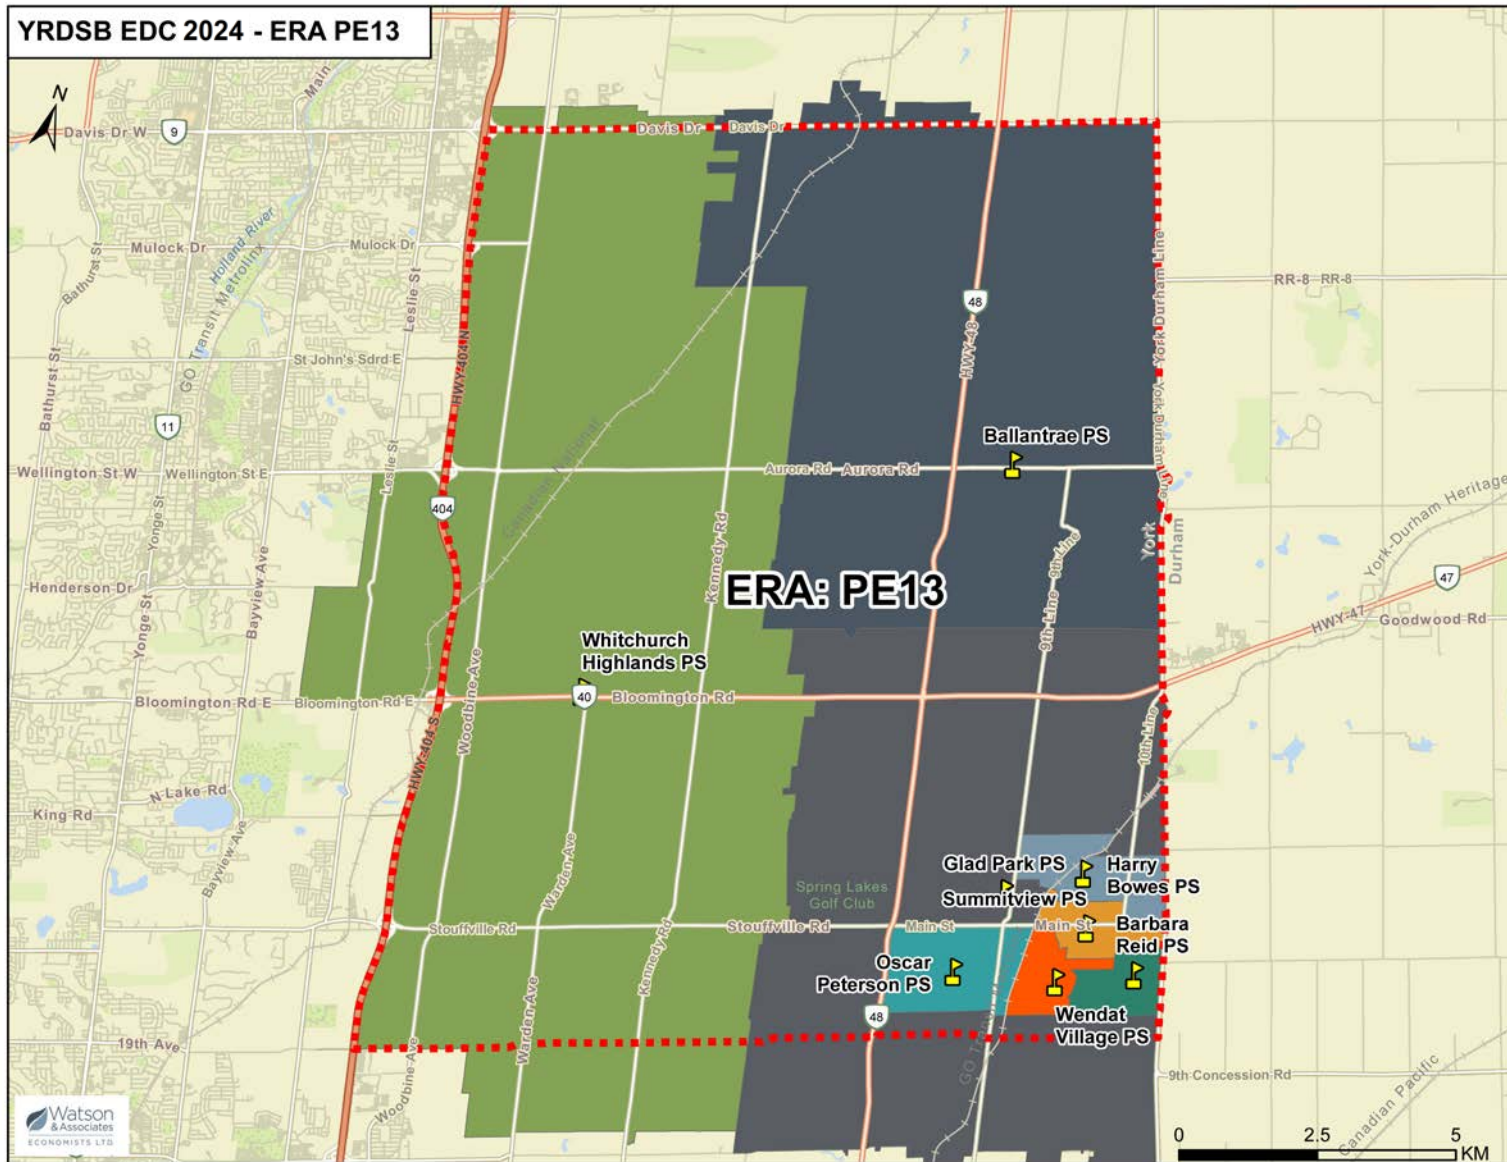 YRDSB EDC 2024 - ERA PE13
N
Main
Davis Dr W
9
Davis Dr
Davis Dr
Holland River
GO Transit Metrolinx
Mulock Dr
Mulock Dr
Bathurst St
Leslie St
HWY-404 N
48
HWY-48
York Durham Line
RR-8
RR-8
St John's Sdrd E
Bathurst St
11
Canadian National
Ballantrae PS
Wellington St W
Wellington St E
Leslie St
Aurora Rd
Aurora Rd
404
Kennedy Rd
York-Durham Heritage
York
Durham
Yonge St
Yonge St
Bayview Ave
Henderson Dr
ERA: PE13
9th-Line
9th-Line
47
HWY-47
Goodwood Rd
Whitchurch
Highlands PS
Bloomington Rd E
Bloomington Rd E
40
Bloomington Rd
Woodbine Ave
10th-Line
HWY-404 S
N Lake Rd
King Rd
Bayview Ave
Warden Ave
Glad Park PS
Harry
Bowes PS
Spring Lakes
Golf Club
Summitview PS
Stouffville Rd
Stouffville Rd
Main St
Main St
Barbara
Reid PS
Kennedy Rd
Oscar
Peterson PS
Warden Ave
48
Wendat
Village PS
19th Ave
Woodbine Ave
9th Concession Rd
Canadian Pacific
Watson
& Associates
ECONOMISTS LTD.
0
2.5
5
KM